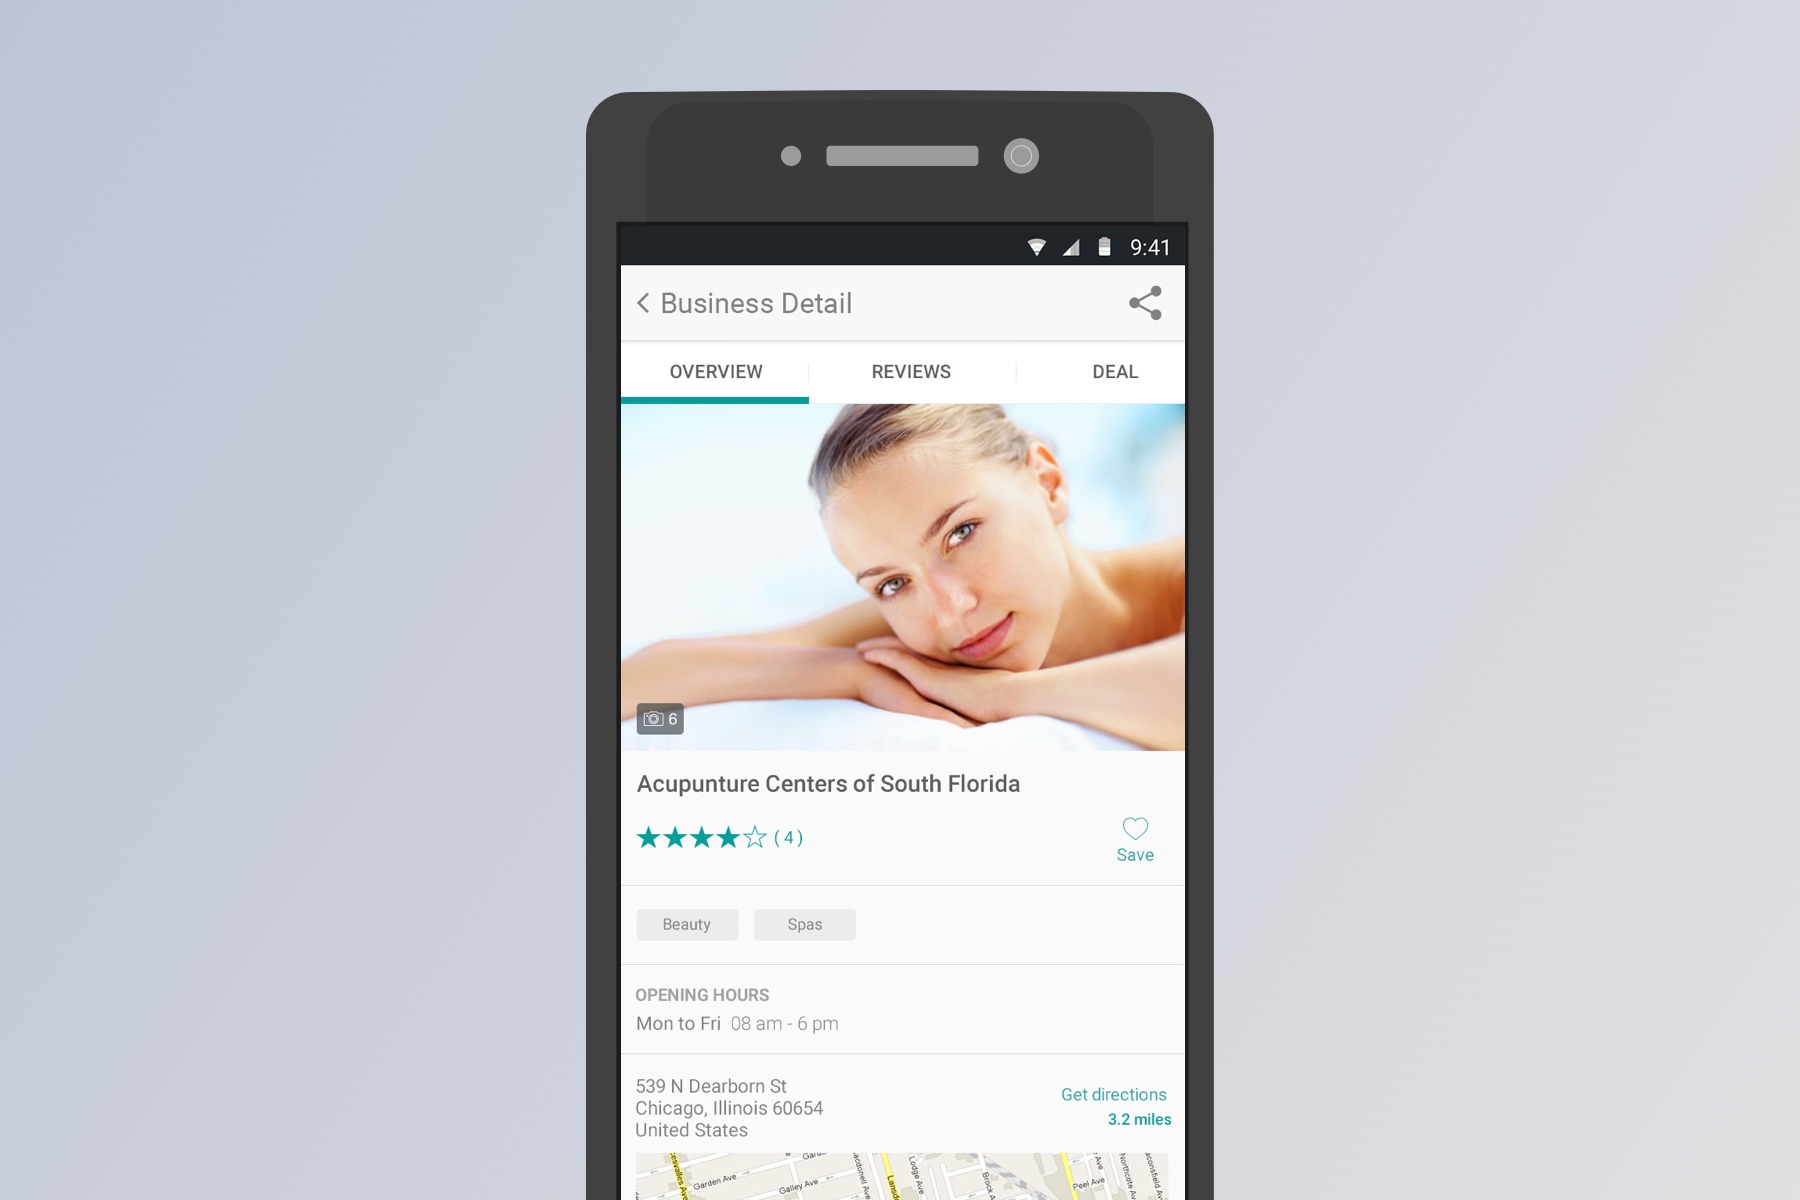 9:41
Business Detail
OVERVIEW REVIEWS DEAL
6
Acupunture Centers of South Florida
( 4 )
Save
Beauty Spas
OPENING HOURS
Mon to Fri 08 am - 6 pm
539 N Dearborn St
Get directions
Chicago, Illinois 60654
3.2 miles
United States
Garden Ave
Galley Ave
Lodge Ave
Peel Ave
Northcote Av